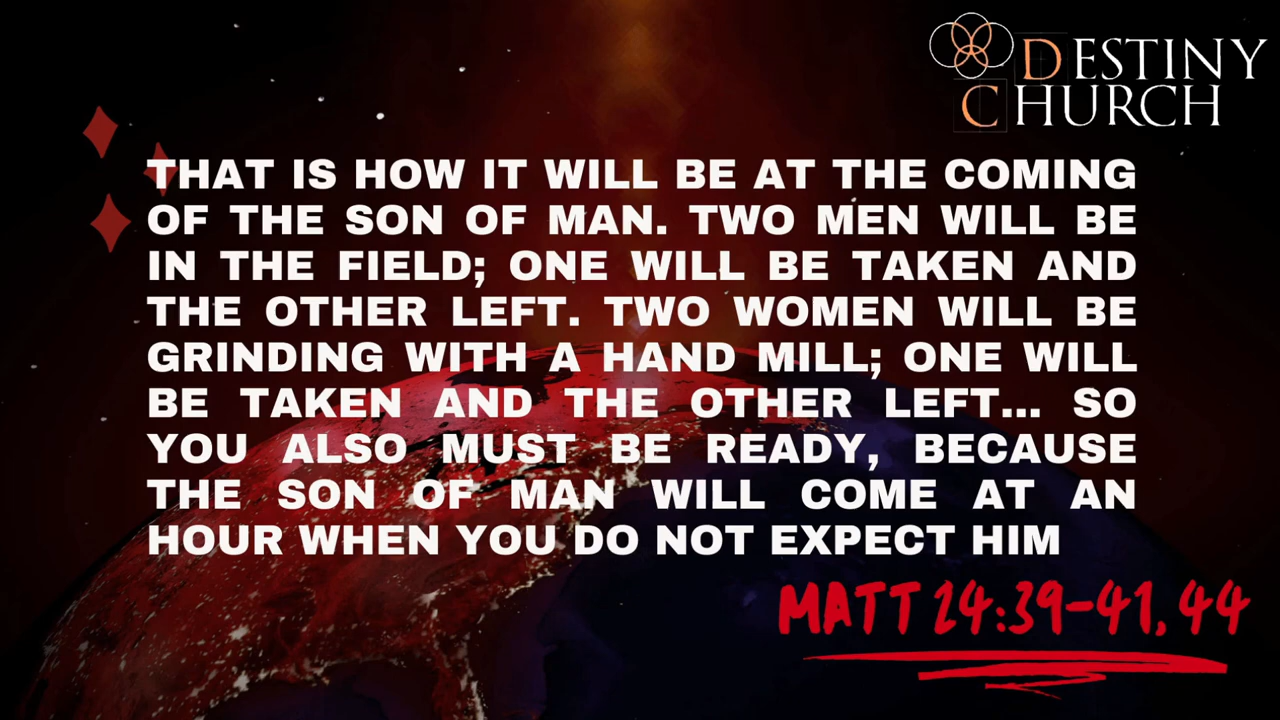 DESTINY
CHURCH
THAT IS HOW IT WILL BE AT THE COMING
OF THE SON OF MAN. TWO MEN WILL BE
IN THE FIELD; ONE WILL BE TAKEN AND
THE OTHER LEFT. TWO WOMEN WILL BE
GRINDING WITH A HAND MILL; ONE WILL
BE TAKEN AND THE OTHER LEFT... SO
YOU ALSO MUST BE READY, BECAUSE
THE SON OF MAN WILL COME AT AN
HOUR WHEN YOU DO NOT EXPECT HIM
MATT 24:39-41, 44